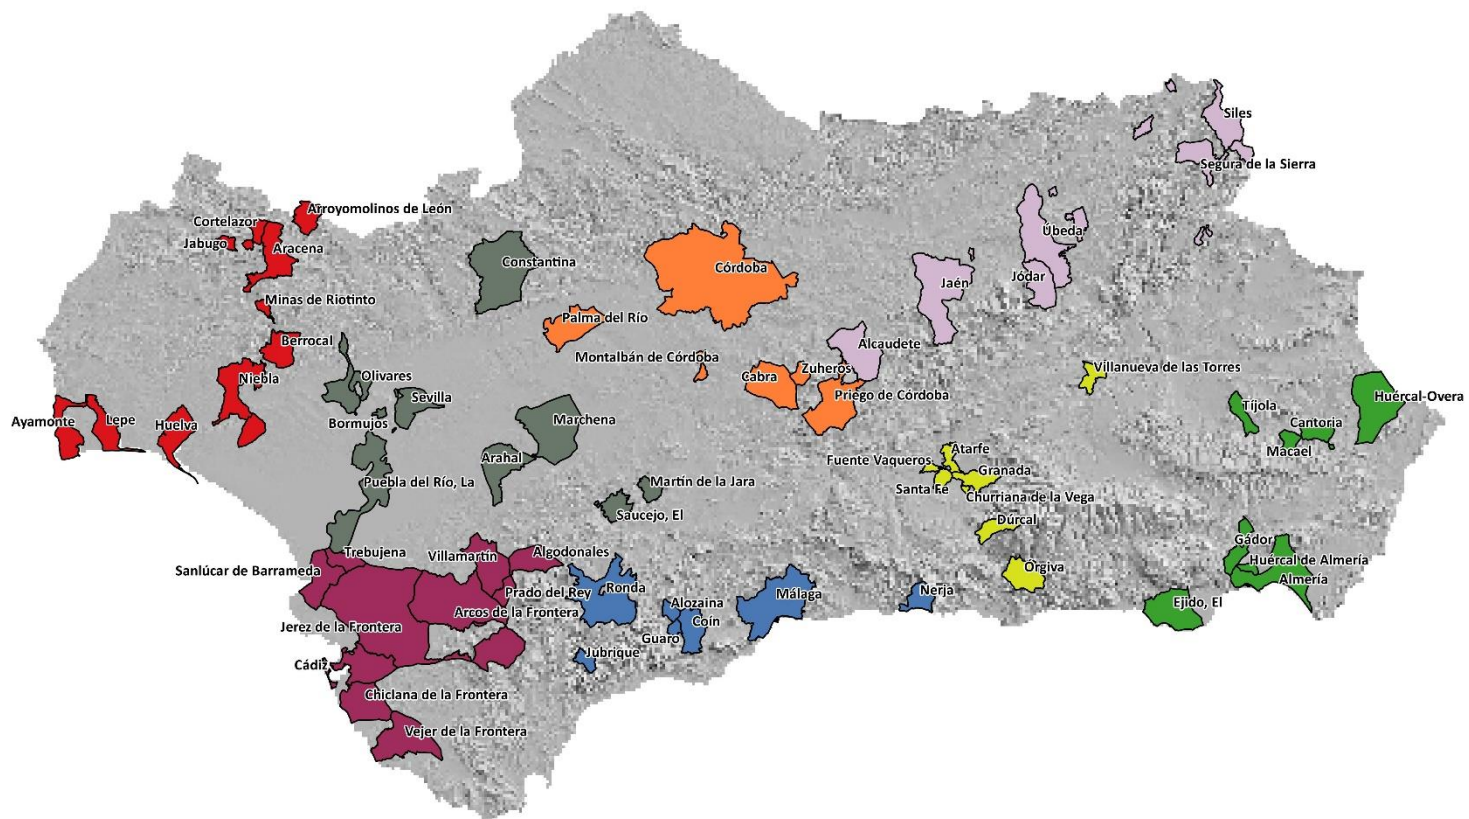 Siles
Segura de la Sierra
Arroyomolinos de León
Cortelazor
Jabugo
Aracena
Úbeda
Constantina
Córdoba
Jódar
Jaén
Minas de Riotinto
Palma del Río
Berrocal
Alcaudete
Montalbán de Córdoba
Zuheros
Villanueva de las Torres
Olivares
Niebla
Cabra
Priego de Córdoba
Sevilla
Huércal-Overa
Tíjola
Ayamonte
Lepe
Huelva
Bormujos
Marchena
Cantoria
Macael
Atarfe
Arahal
Fuente Vaqueros
Granada
Puebla del Río, La
Martín de la Jara
Santa Fe
Churriana de la Vega
Saucejo, El
Dúrcal
Gádor
Trebujena
Villamartín
Algodonales
Huércal de Almería
Sanlúcar de Barrameda
Órgiva
Almería
Prado del Rey
Ronda
Nerja
Málaga
Alozaina
Ejido, El
Arcos de la Frontera
Coín
Jerez de la Frontera
Guaro
Jubrique
Cádiz
Chiclana de la Frontera
Vejer de la Frontera